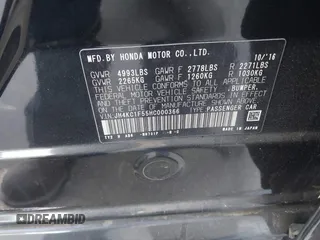 MFD. BY HONDA MOTOR CO.,LTD. 10/'16
GVWR 4993LBS GAWR F 2778LBS R 2271LBS
GVWR 2265KG GAWR F 1260KG R 1030KG
THIS VEHICLE CONFORMS TO ALL APPLICABLE
FEDERAL MOTOR VEHICLE SAFETY, BUMPER,
AND THEFT PREVENTION STANDARDS IN EFFECT
ON THE DATE OF MANUFACTURE SHOWN ABOVE.
VIN:JH4KC1F55HC000366 TYPE:PASSENGER CAR
MADE IN JAPAN
DREAMBID